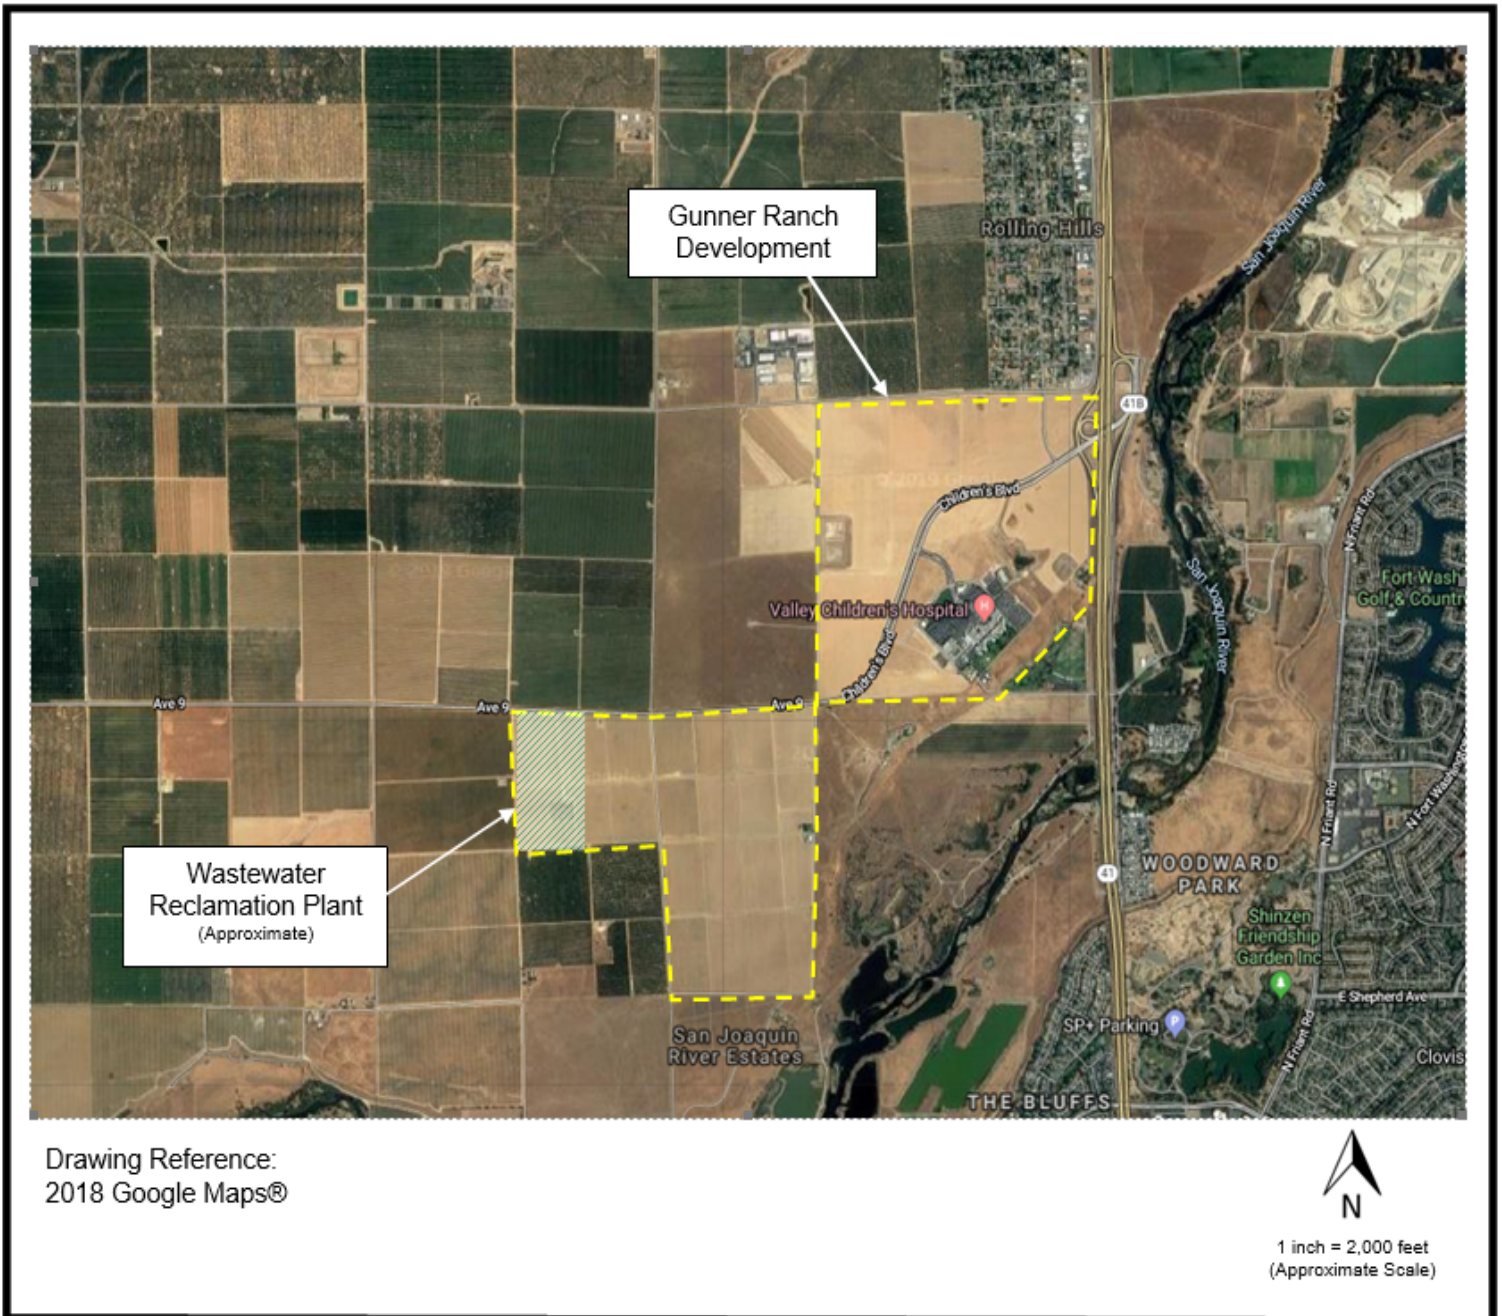 Gunner Ranch
Development
Rolling Hills
San Joaquin River
41B
Children's Blvd
N Friant Rd
San Joaquin River
Fort Wash
Golf & Countr
Valley Children's Hospital
H
Children's Blvd
Ave 9
Ave 9
Ave 9
N Friant Rd
N Fort Washington
Wastewater
Reclamation Plant
(Approximate)
41
WOODWARD
PARK
Shinzen
Friendship
Garden Inc
E Shepherd Ave
SP+ Parking
P
N Friant Rd
San Joaquin
River Estates
Clovis
THE BLUFFS
Drawing Reference:
2018 Google Maps®
N
1 inch = 2,000 feet
(Approximate Scale)